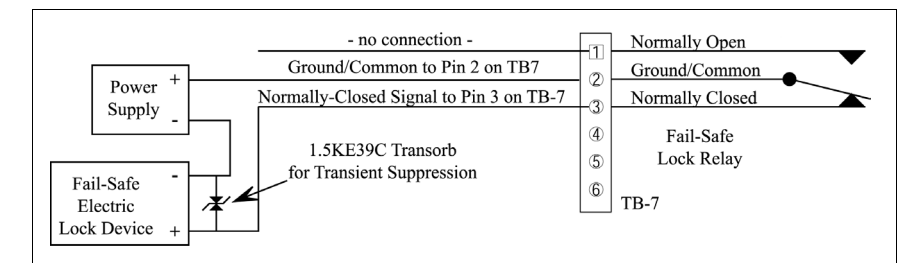 - no connection -
Ground/Common to Pin 2 on TB7
Normally-Closed Signal to Pin 3 on TB-7
Power
Supply
+
-
1.5KE39C Transorb
for Transient Suppression
Fail-Safe
Electric
Lock Device
-
+
1
2
3
4
5
6
TB-7
Normally Open
Ground/Common
Normally Closed
Fail-Safe
Lock Relay